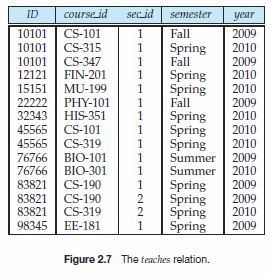 ID course_id sec_id semester year
10101 CS-101 1 Fall 2009
10101 CS-315 1 Spring 2010
10101 CS-347 1 Fall 2009
12121 FIN-201 1 Spring 2010
15151 MU-199 1 Spring 2010
22222 PHY-101 1 Fall 2009
32343 HIS-351 1 Spring 2010
45565 CS-101 1 Spring 2010
45565 CS-319 1 Spring 2010
76766 BIO-101 1 Summer 2009
76766 BIO-301 1 Summer 2010
83821 CS-190 1 Spring 2009
83821 CS-190 2 Spring 2009
83821 CS-319 2 Spring 2010
98345 EE-181 1 Spring 2009
Figure 2.7 The teaches relation.